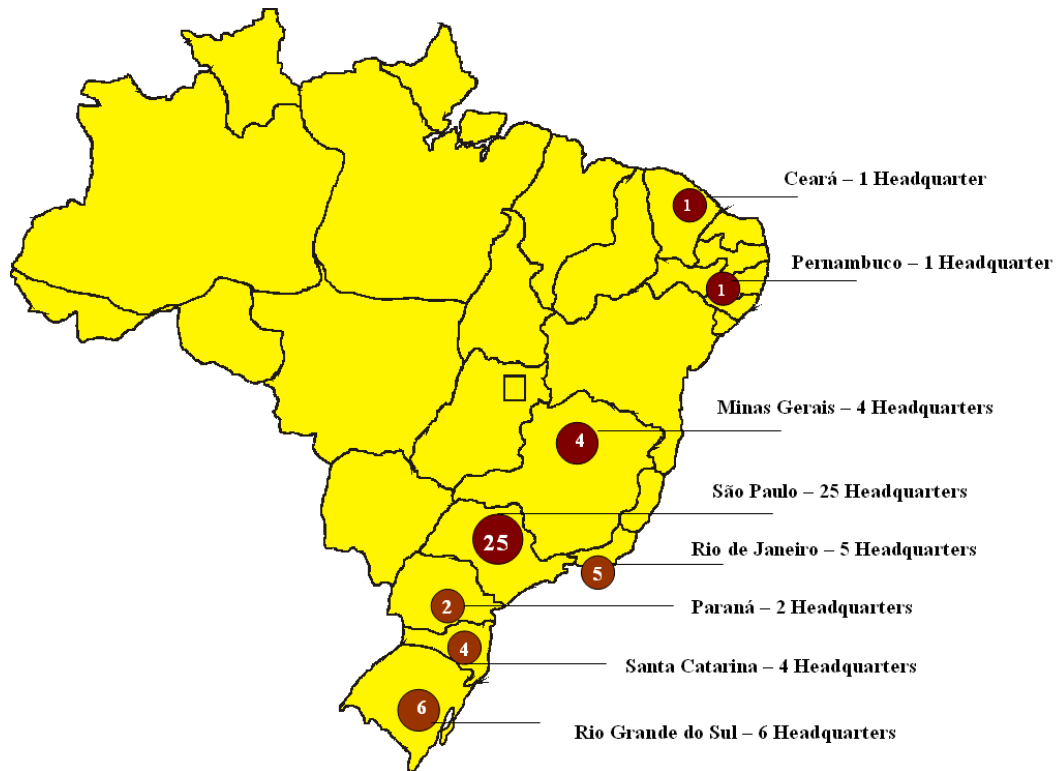 Ceará – 1 Headquarter
1
Pernambuco – 1 Headquarter
1
Minas Gerais – 4 Headquarters
4
São Paulo – 25 Headquarters
25
Rio de Janeiro – 5 Headquarters
5
Paraná – 2 Headquarters
2
Santa Catarina – 4 Headquarters
4
Rio Grande do Sul – 6 Headquarters
6